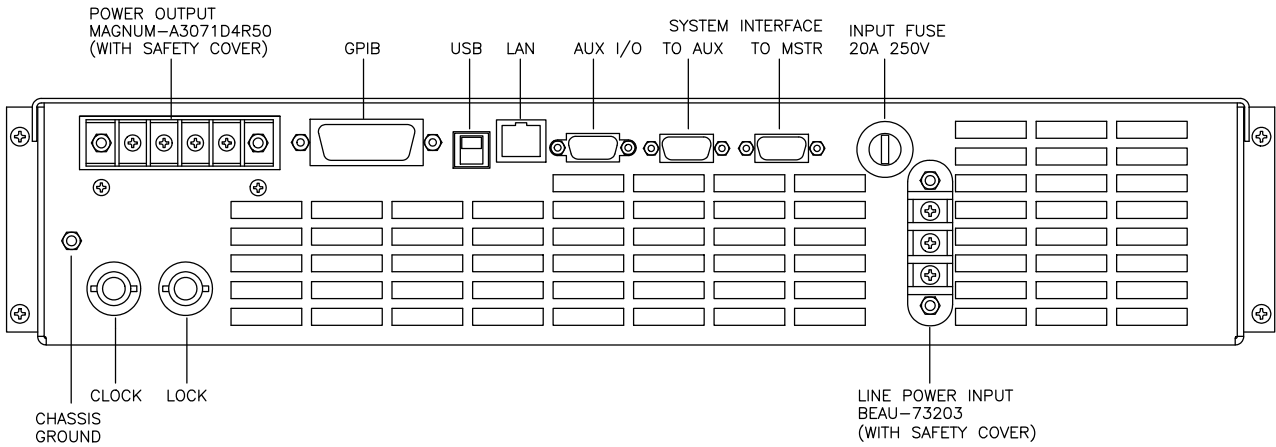 POWER OUTPUT
MAGNUM-A3071D4R50
(WITH SAFETY COVER)
GPIB
USB
LAN
AUX I/O
SYSTEM INTERFACE
TO AUX
TO MSTR
INPUT FUSE
20A 250V
CHASSIS
GROUND
CLOCK
LOCK
LINE POWER INPUT
BEAU-73203
(WITH SAFETY COVER)